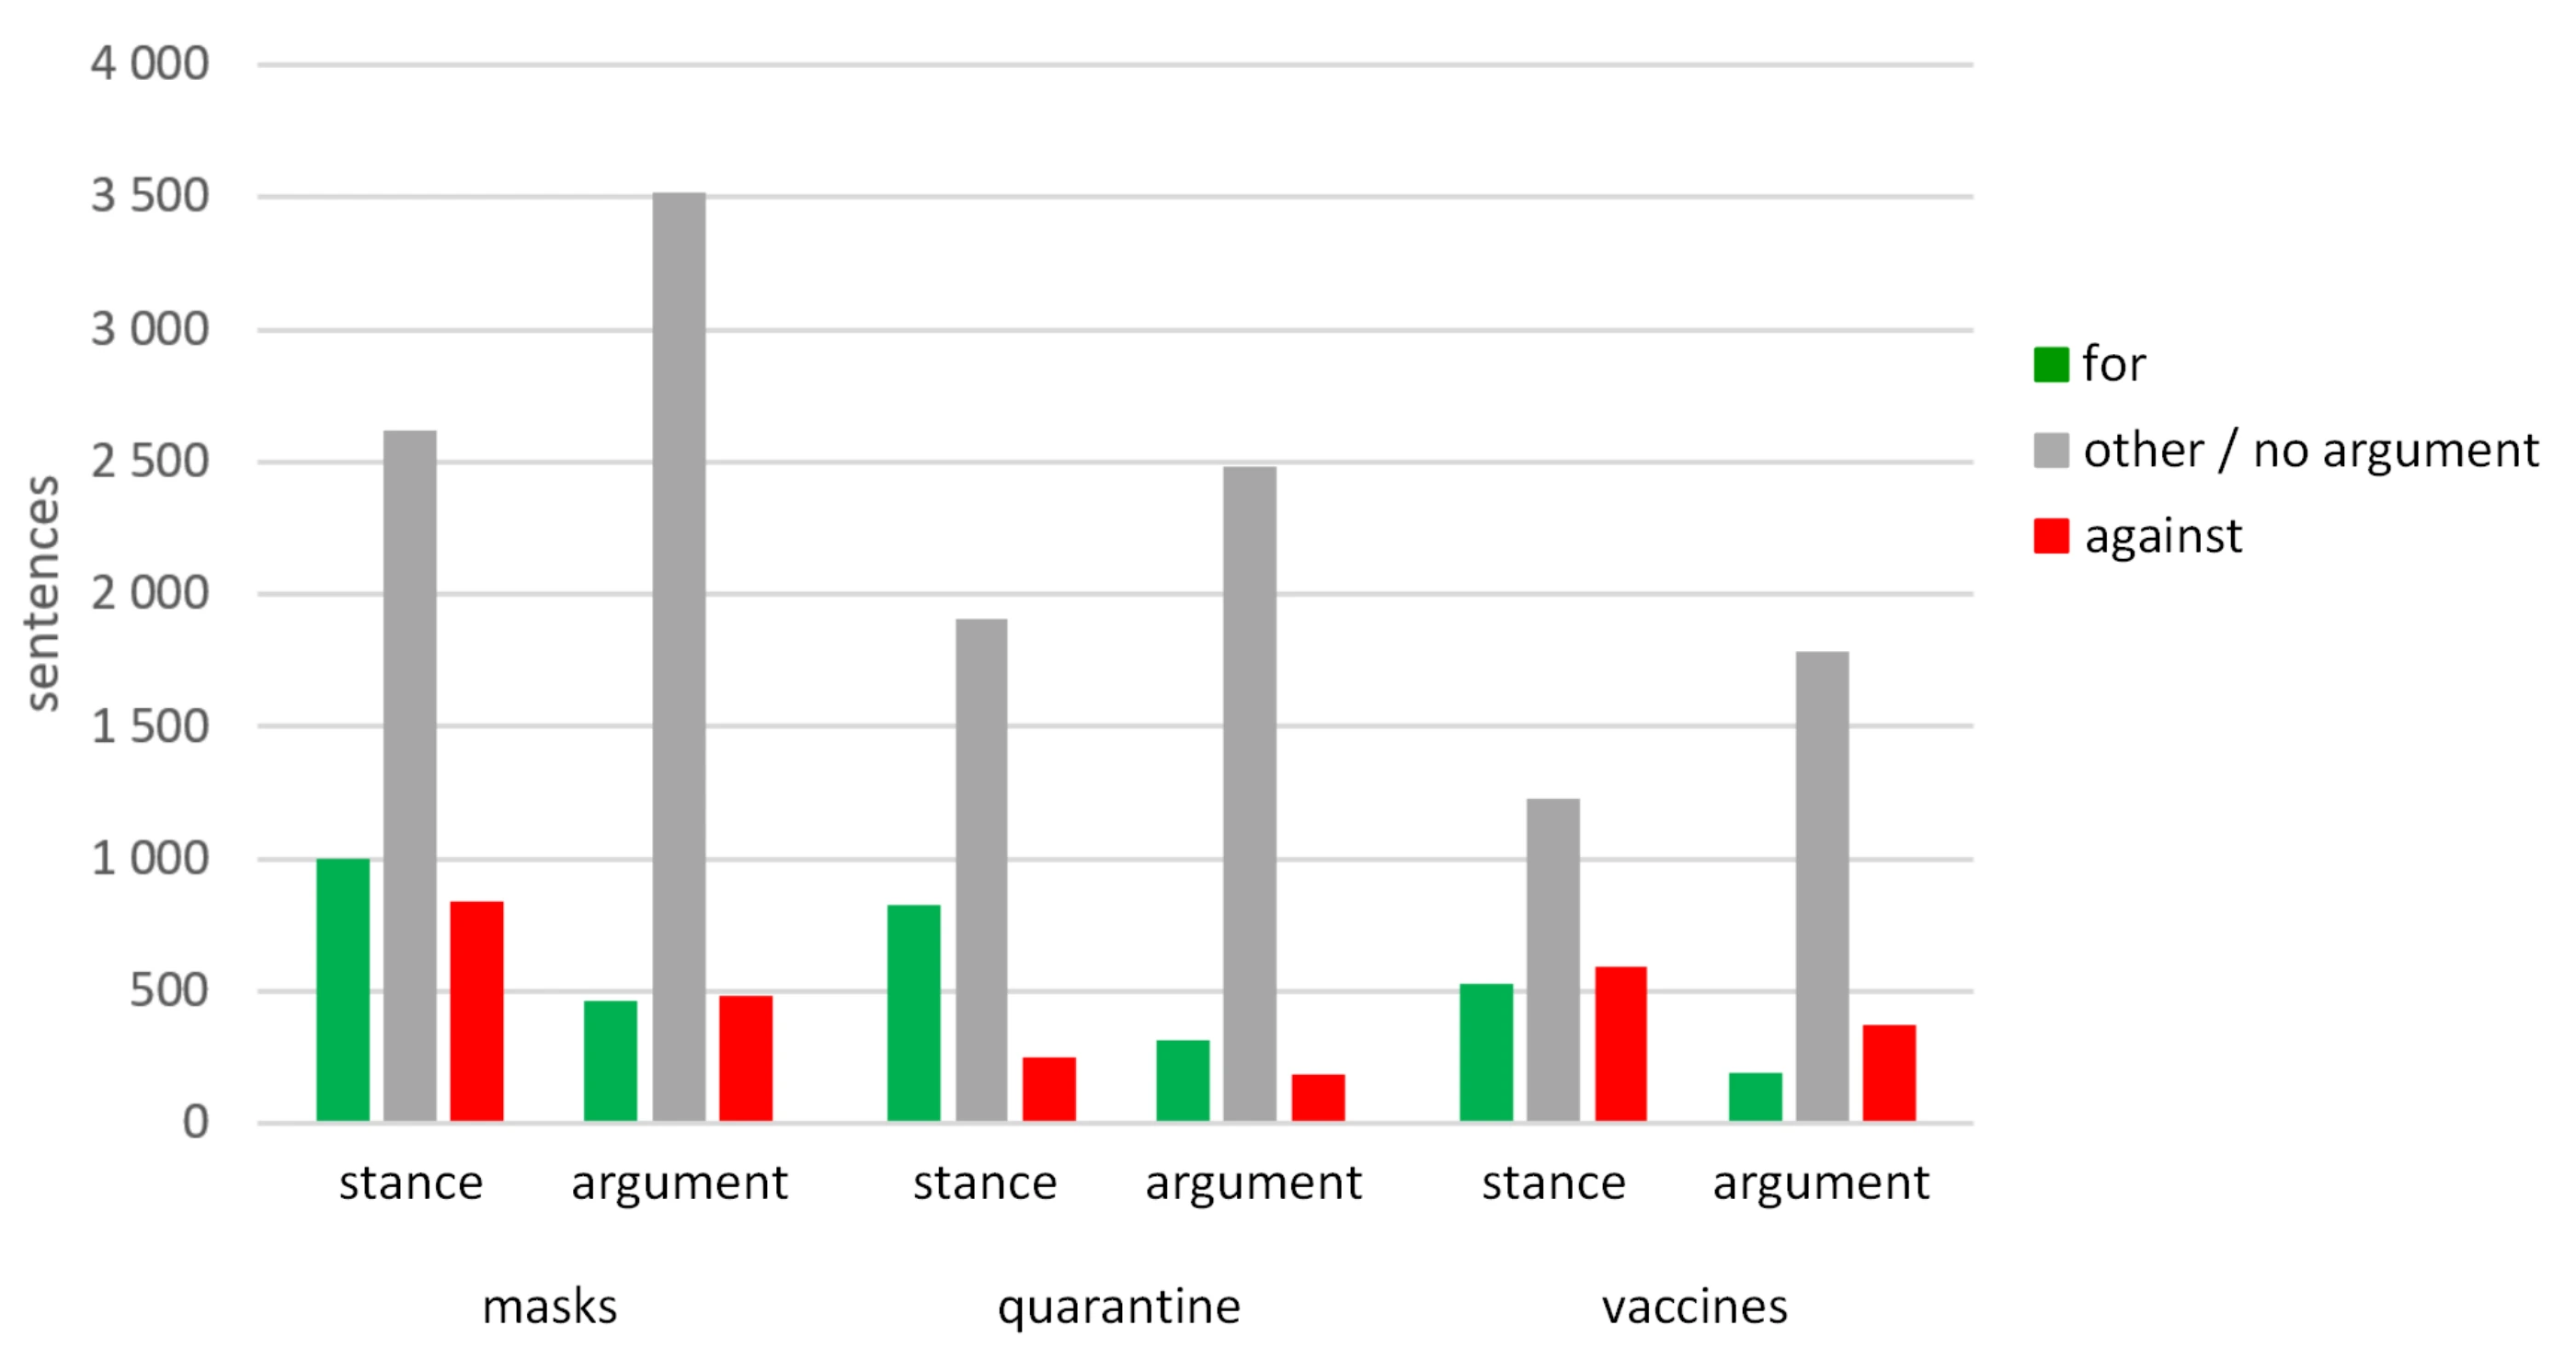 4 000
3 500
3 000
2 500
2 000
1 500
1 000
500
0
sentences
for
other / no argument
against
stance argument stance argument stance argument
masks quarantine vaccines